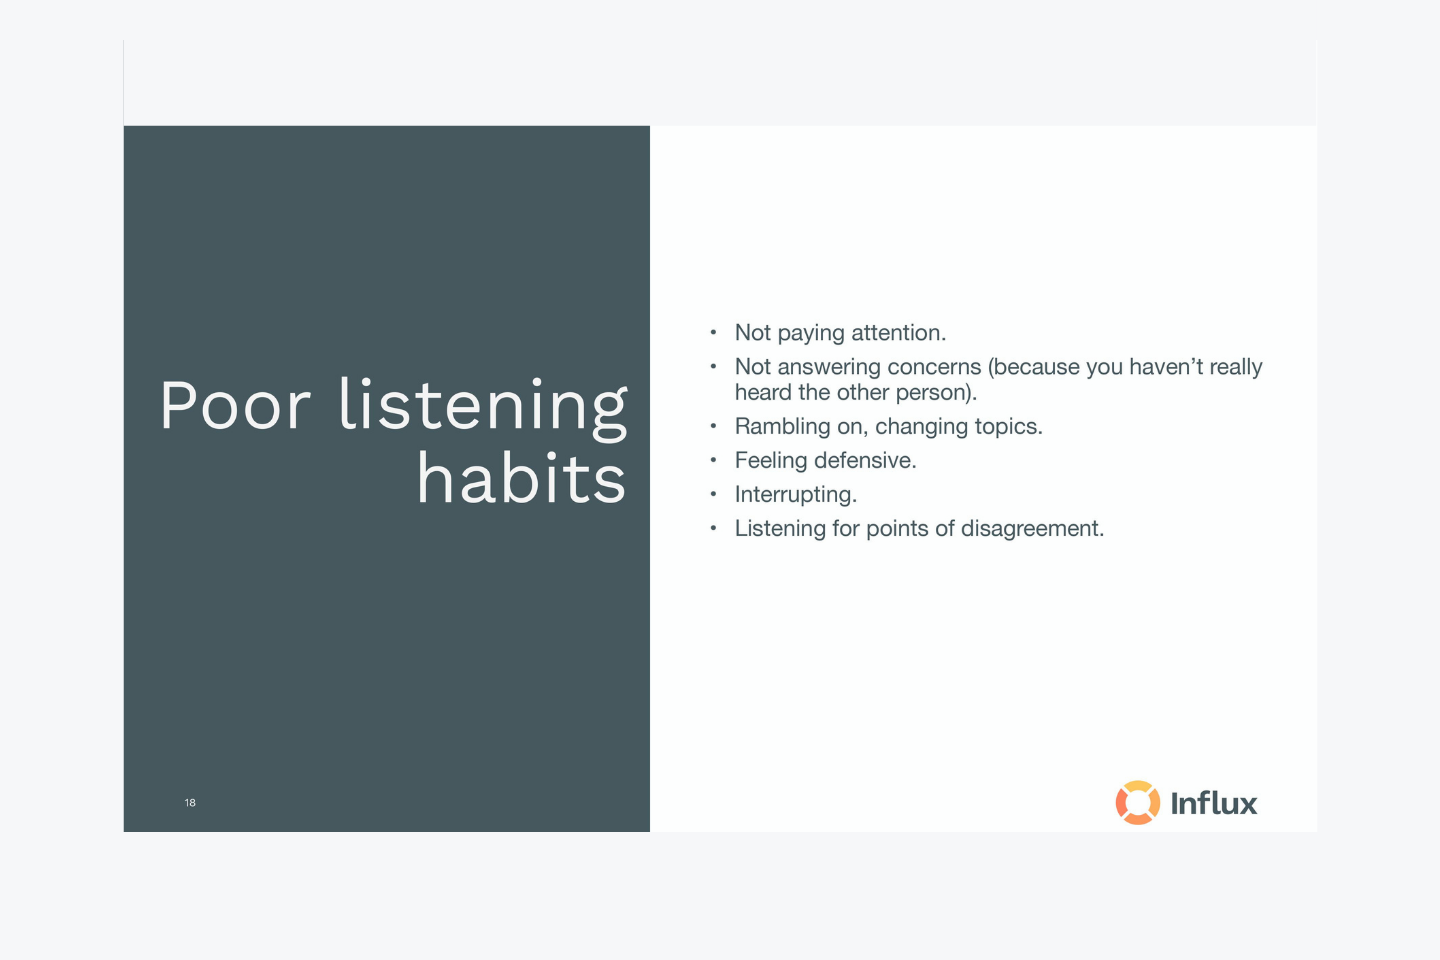 Poor listening
habits
• Not paying attention.
• Not answering concerns (because you haven’t really
heard the other person).
• Rambling on, changing topics.
• Feeling defensive.
• Interrupting.
• Listening for points of disagreement.
18
Influx